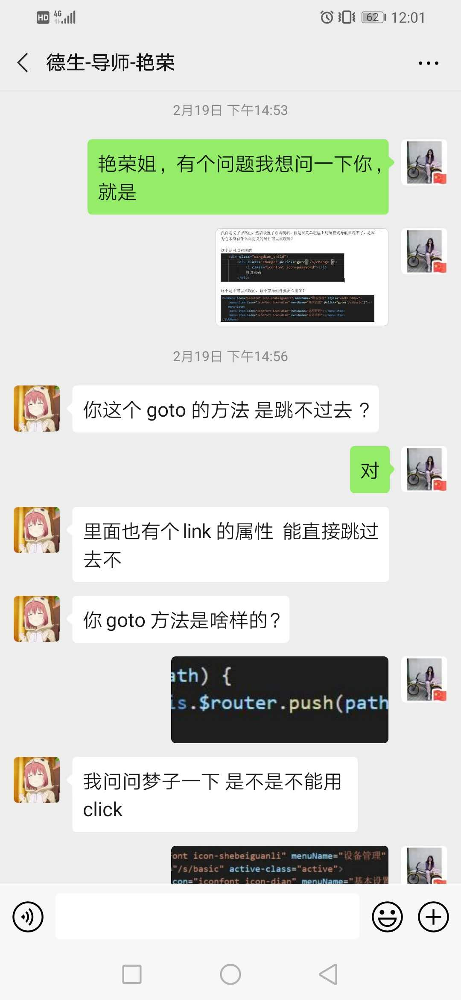 HD 4G 62 12:01
德生-导师-艳荣
2月19日 下午14:53
艳荣姐，有个问题我想问一下你，
就是
我自定义了子路由，然后设置了点击跳转，但是在菜单组建上用编程式导航实现不了，是因
为它本身有什么自定义的属性可以实现吗？
这个是可以实现的
<div class="wangdian_child">
<div class="change" @click="goto('/s/change')">
<i class="iconfont icon-password"></i>
修改密码
</div>
这个是不可以实现的，这个菜单组件要怎么用呢？
<SubMenu icon="iconfont icon-shebeiguanli" menuName="设备管理" style="width:300px">
<menu-item icon="iconfont icon-dian" menuName="基本设置" @click="goto('/s/basic')"></
menu-item>
<menu-item icon="iconfont icon-dian" menuName="远程管理"></menu-item>
<menu-item icon="iconfont icon-dian" menuName="设备监控"></menu-item>
</SubMenu>
2月19日 下午14:56
你这个 goto 的方法 是跳不过去 ？
对
里面也有个 link 的属性 能直接跳过
去不
你 goto 方法是啥样的？
ath) {
is.$router.push(path
我问问梦子一下 是不是不能用
click
font icon-shebeiguanli" menuName="设备管理"
="/s/basic" active-class="active">
con="iconfont icon-dian" menuName="基本设置